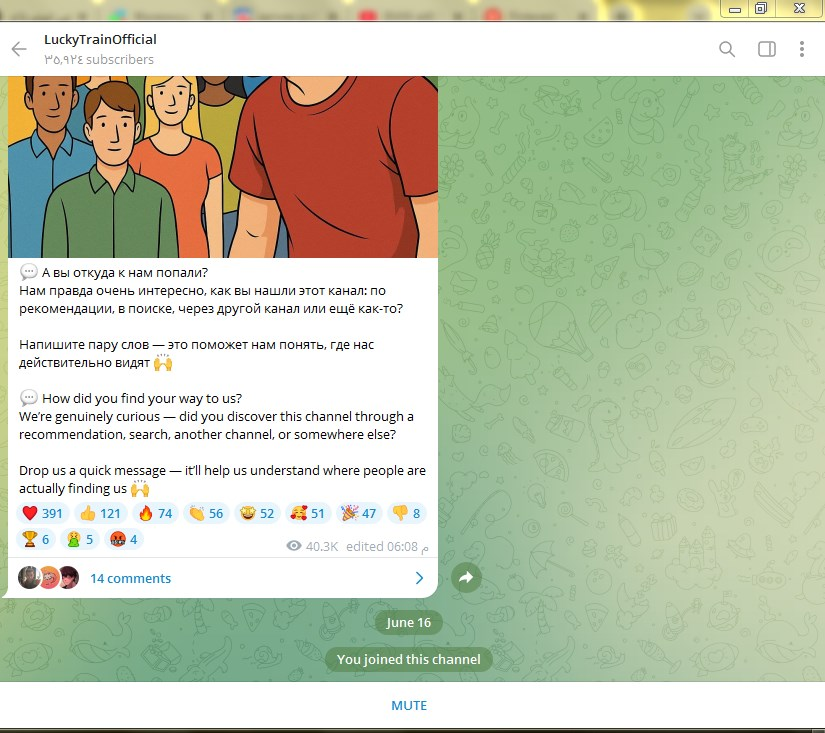 LuckyTrainOfficial
۳۵,۹۲٤ subscribers
💬 А вы откуда к нам попали?
Нам правда очень интересно, как вы нашли этот канал: по
рекомендации, в поиске, через другой канал или ещё как-то?
Напишите пару слов — это поможет нам понять, где нас
действительно видят 🙌
💬 How did you find your way to us?
We’re genuinely curious — did you discover this channel through a
recommendation, search, another channel, or somewhere else?
Drop us a quick message — it’ll help us understand where people are
actually finding us 🙌
❤️ 391 👍 121 🔥 74 👏 56 🤩 52 🥰 51 🎉 47 👎 8
🏆 6 🤮 5 🤬 4
40.3K edited 06:08 م
14 comments
June 16
You joined this channel
MUTE